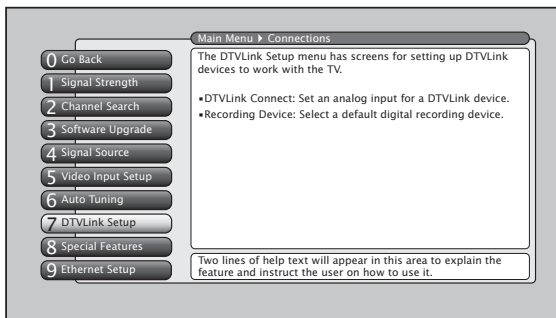 Main Menu ▶ Connections
0 Go Back
1 Signal Strength
2 Channel Search
3 Software Upgrade
4 Signal Source
5 Video Input Setup
6 Auto Tuning
7 DTVLink Setup
8 Special Features
9 Ethernet Setup
The DTVLink Setup menu has screens for setting up DTVLink
devices to work with the TV.
▪DTVLink Connect: Set an analog input for a DTVLink device.
▪Recording Device: Select a default digital recording device.
Two lines of help text will appear in this area to explain the
feature and instruct the user on how to use it.